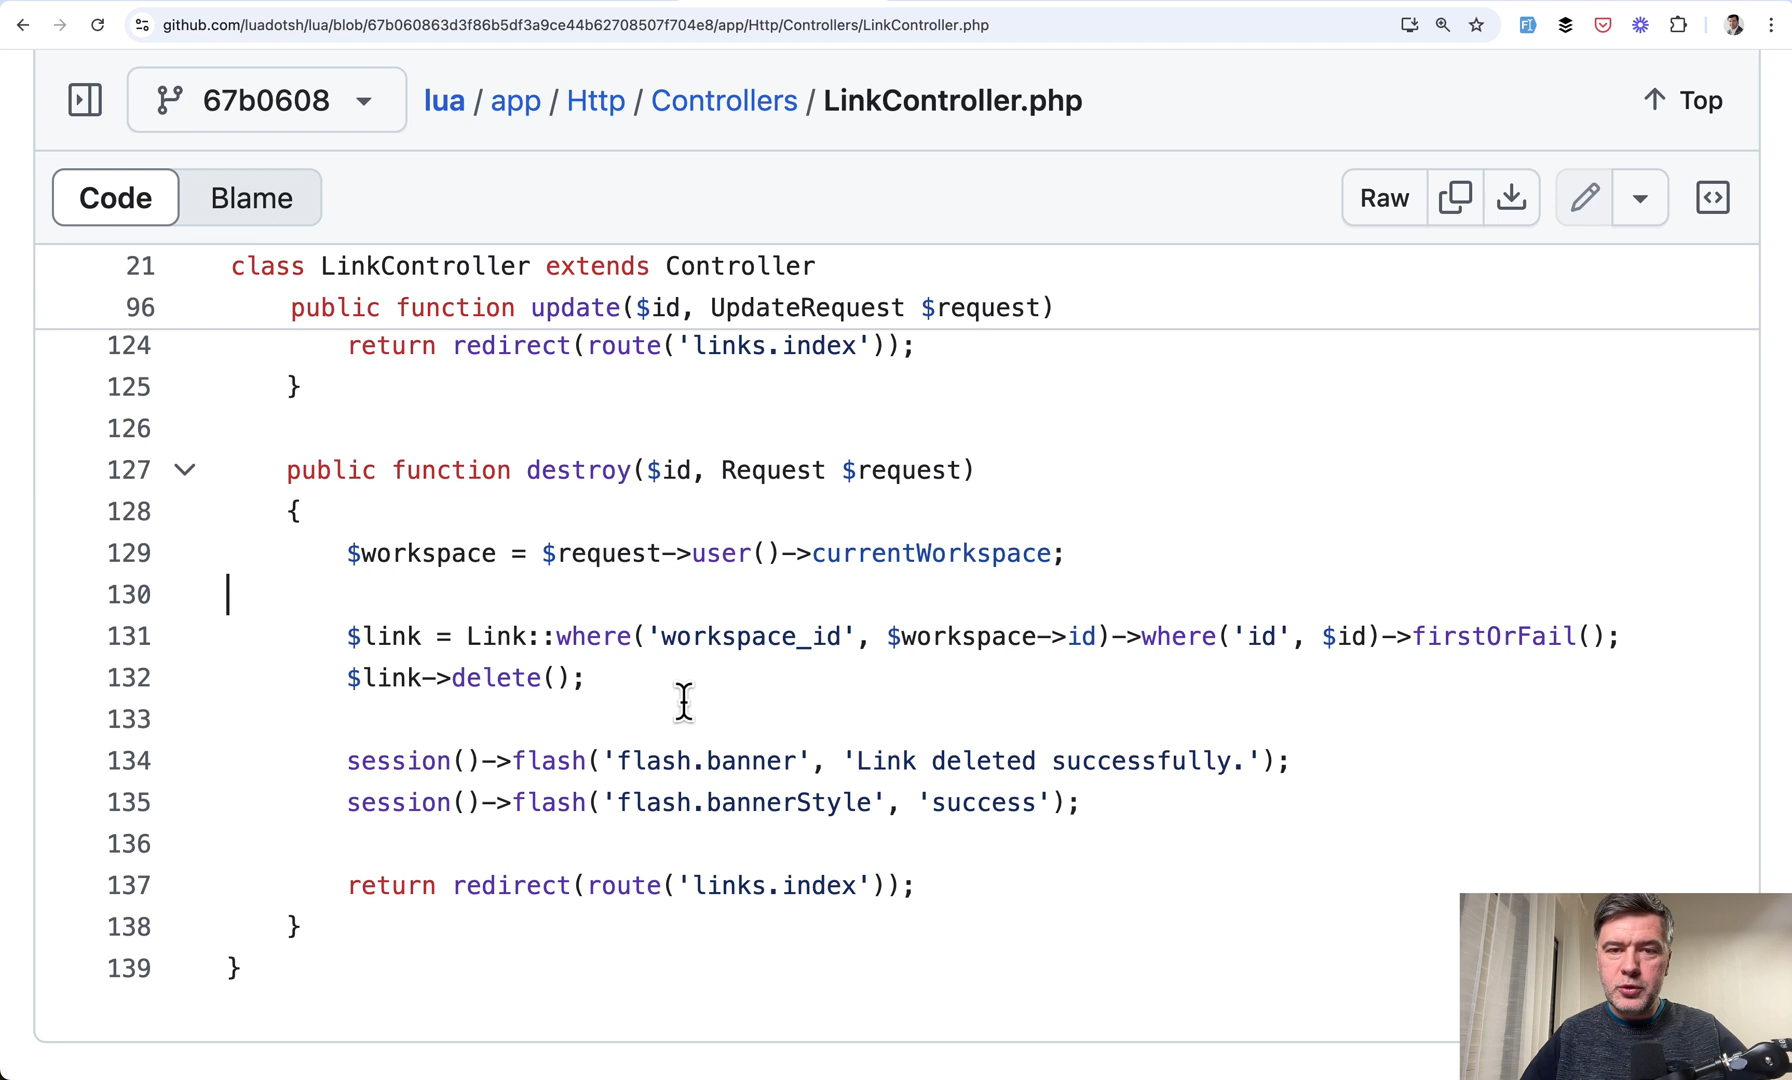 github.com/luadotsh/lua/blob/67b060863d3f86b5df3a9ce44b62708507f704e8/app/Http/Controllers/LinkController.php
67b0608
lua / app / Http / Controllers / LinkController.php
Top
Code Blame
Raw
21 class LinkController extends Controller
96 public function update($id, UpdateRequest $request)
124 return redirect(route('links.index'));
125 }
126
127 public function destroy($id, Request $request)
128 {
129 $workspace = $request->user()->currentWorkspace;
130
131 $link = Link::where('workspace_id', $workspace->id)->where('id', $id)->firstOrFail();
132 $link->delete();
133
134 session()->flash('flash.banner', 'Link deleted successfully.');
135 session()->flash('flash.bannerStyle', 'success');
136
137 return redirect(route('links.index'));
138 }
139 }